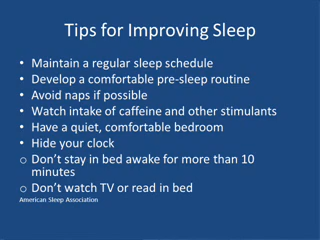 Tips for Improving Sleep
• Maintain a regular sleep schedule
• Develop a comfortable pre-sleep routine
• Avoid naps if possible
• Watch intake of caffeine and other stimulants
• Have a quiet, comfortable bedroom
• Hide your clock
o Don't stay in bed awake for more than 10
minutes
o Don't watch TV or read in bed
American Sleep Association